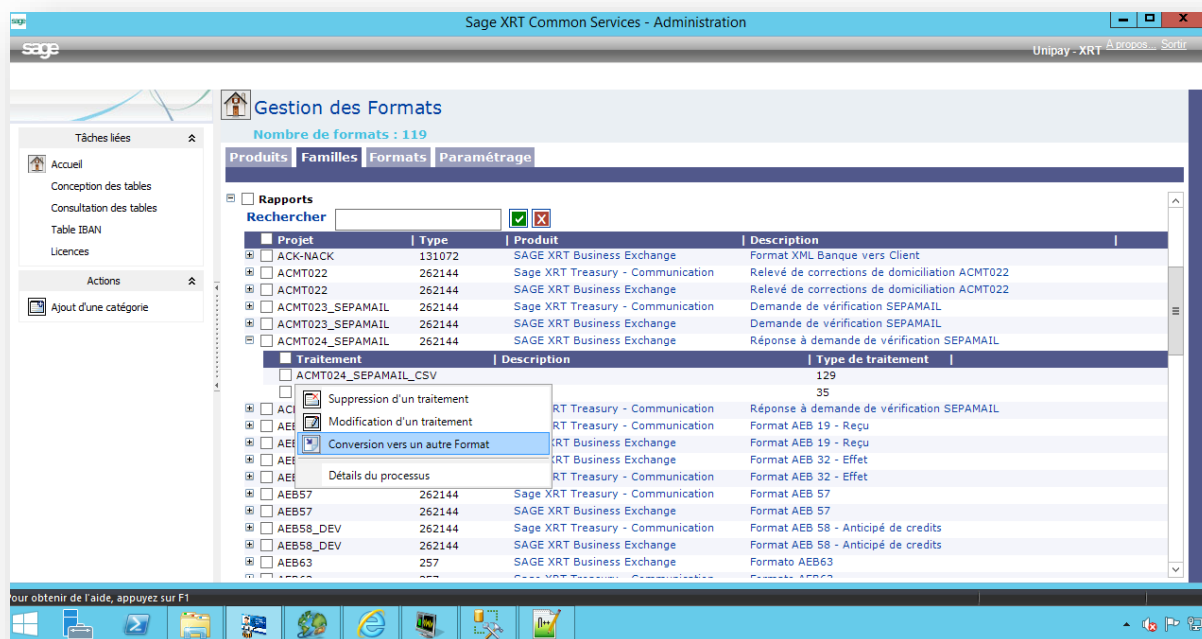 sage Sage XRT Common Services - Administration
sage Unipay - XRT A propos... Sortir
Gestion des Formats
Nombre de formats : 119
Tâches liées
Accueil
Conception des tables
Consultation des tables
Table IBAN
Licences
Actions
Ajout d'une catégorie
Produits Familles Formats Paramétrage
Rapports
Rechercher
Projet | Type | Produit | Description |
ACK-NACK 131072 SAGE XRT Business Exchange Format XML Banque vers Client
ACMT022 262144 Sage XRT Treasury - Communication Relevé de corrections de domiciliation ACMT022
ACMT022 262144 SAGE XRT Business Exchange Relevé de corrections de domiciliation ACMT022
ACMT023_SEPAMAIL 262144 Sage XRT Treasury - Communication Demande de vérification SEPAMAIL
ACMT023_SEPAMAIL 262144 SAGE XRT Business Exchange Demande de vérification SEPAMAIL
ACMT024_SEPAMAIL 262144 SAGE XRT Business Exchange Réponse à demande de vérification SEPAMAIL
Traitement | Description | Type de traitement |
ACMT024_SEPAMAIL_CSV 129
35
RT Treasury - Communication Réponse à demande de vérification SEPAMAIL
XRT Treasury - Communication Format AEB 19 - Reçu
XRT Business Exchange Format AEB 19 - Reçu
XRT Business Exchange Format AEB 32 - Effet
XRT Treasury - Communication Format AEB 32 - Effet
Suppression d'un traitement
Modification d'un traitement
Conversion vers un autre Format
Détails du processus
AEB57 262144 Sage XRT Treasury - Communication Format AEB 57
AEB57 262144 SAGE XRT Business Exchange Format AEB 57
AEB58_DEV 262144 Sage XRT Treasury - Communication Format AEB 58 - Anticipé de credits
AEB58_DEV 262144 SAGE XRT Business Exchange Format AEB 58 - Anticipé de credits
AEB63 257 SAGE XRT Business Exchange Formato AEB63
Pour obtenir de l'aide, appuyez sur F1